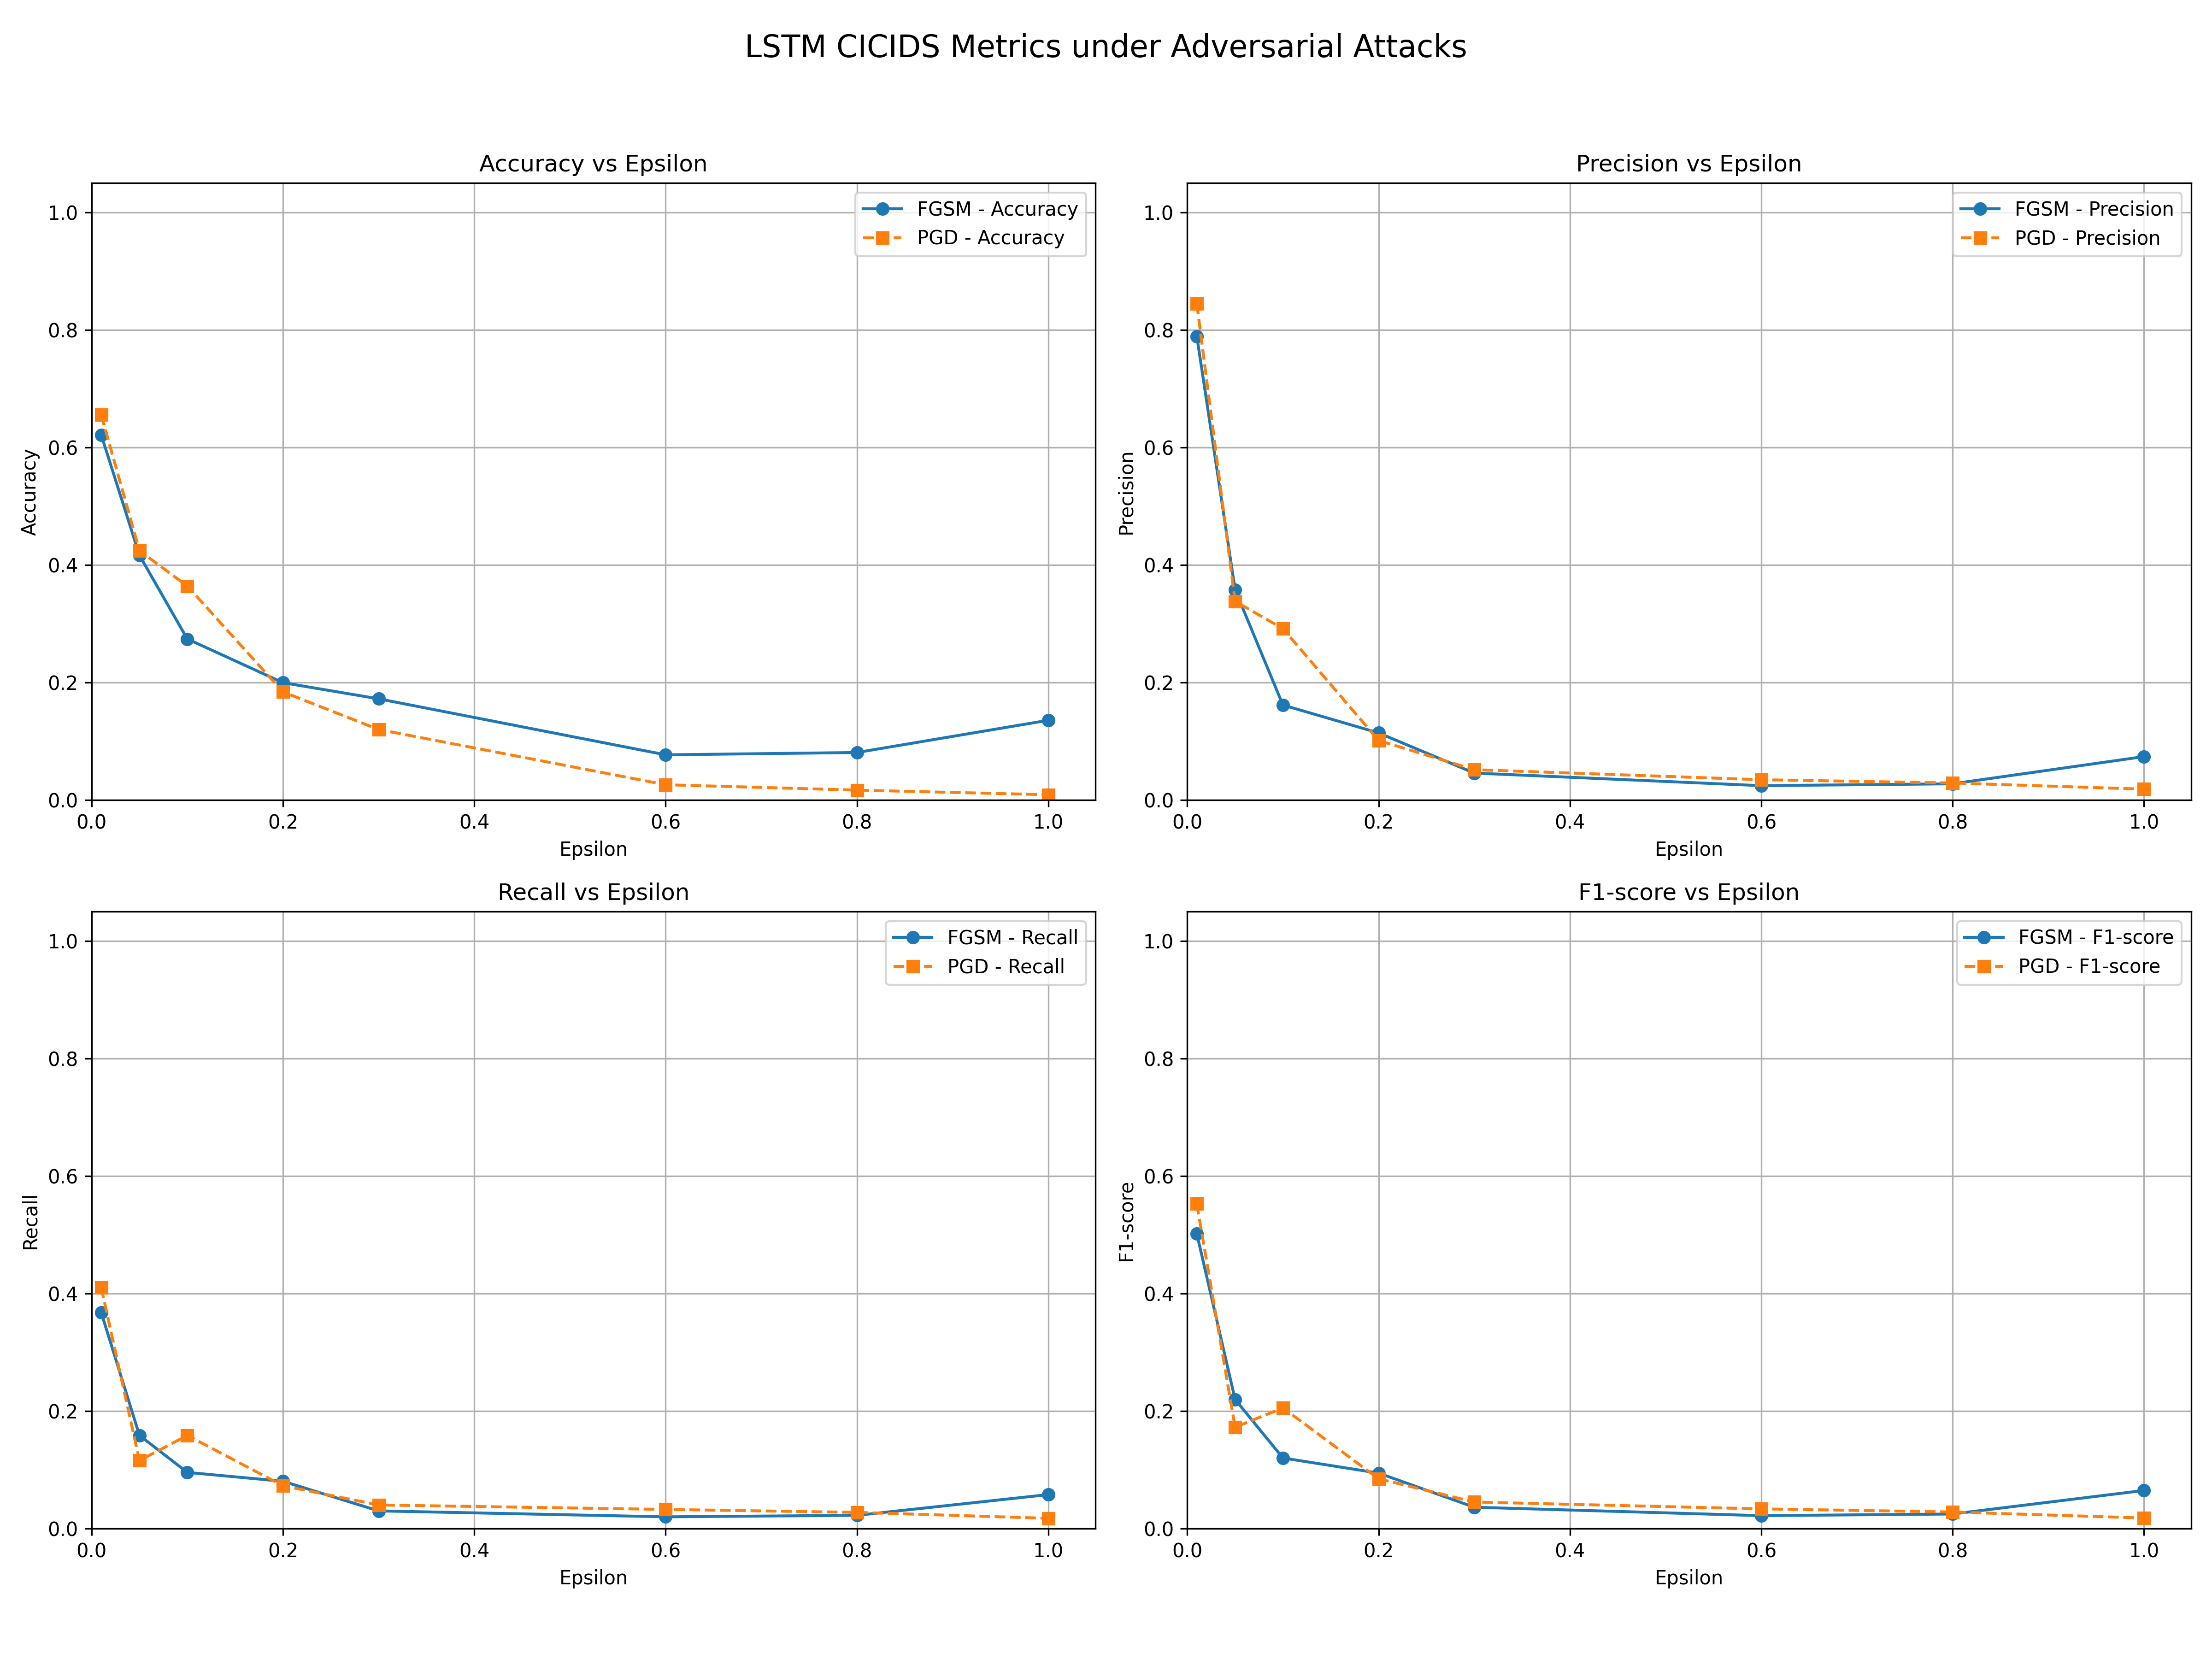 LSTM CICIDS Metrics under Adversarial Attacks
Accuracy vs Epsilon
FGSM - Accuracy
PGD - Accuracy
1.0
0.8
0.6
0.4
0.2
0.0
Accuracy
0.0 0.2 0.4 0.6 0.8 1.0
Epsilon
Precision vs Epsilon
FGSM - Precision
PGD - Precision
1.0
0.8
0.6
0.4
0.2
0.0
Precision
0.0 0.2 0.4 0.6 0.8 1.0
Epsilon
Recall vs Epsilon
FGSM - Recall
PGD - Recall
1.0
0.8
0.6
0.4
0.2
0.0
Recall
0.0 0.2 0.4 0.6 0.8 1.0
Epsilon
F1-score vs Epsilon
FGSM - F1-score
PGD - F1-score
1.0
0.8
0.6
0.4
0.2
0.0
F1-score
0.0 0.2 0.4 0.6 0.8 1.0
Epsilon